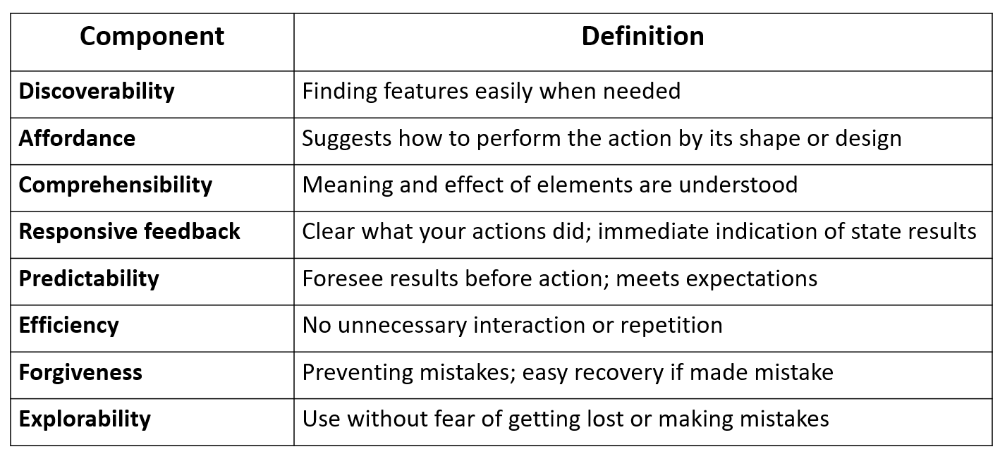 Component Definition
Discoverability Finding features easily when needed
Affordance Suggests how to perform the action by its shape or design
Comprehensibility Meaning and effect of elements are understood
Responsive feedback Clear what your actions did; immediate indication of state results
Predictability Foresee results before action; meets expectations
Efficiency No unnecessary interaction or repetition
Forgiveness Preventing mistakes; easy recovery if made mistake
Explorability Use without fear of getting lost or making mistakes